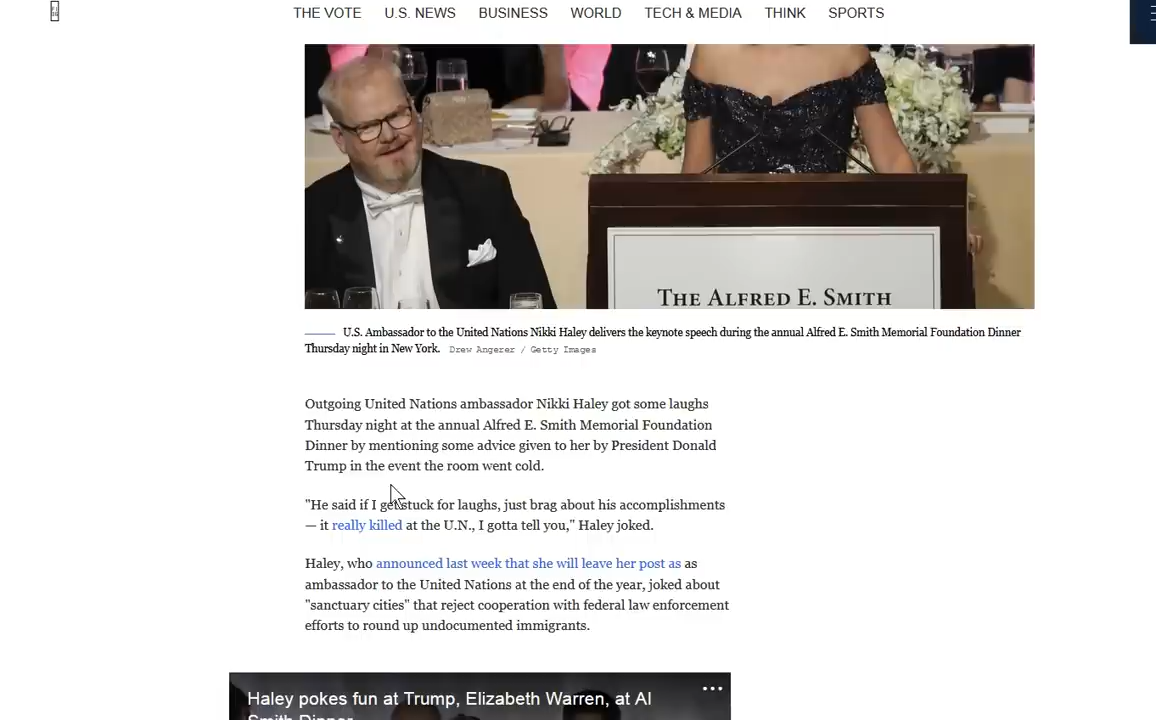 THE VOTE U.S. NEWS BUSINESS WORLD TECH & MEDIA THINK SPORTS
THE ALFRED E. SMITH
U.S. Ambassador to the United Nations Nikki Haley delivers the keynote speech during the annual Alfred E. Smith Memorial Foundation Dinner
Thursday night in New York. Drew Angerer / Getty Images
Outgoing United Nations ambassador Nikki Haley got some laughs
Thursday night at the annual Alfred E. Smith Memorial Foundation
Dinner by mentioning some advice given to her by President Donald
Trump in the event the room went cold.
"He said if I get stuck for laughs, just brag about his accomplishments
— it really killed at the U.N., I gotta tell you," Haley joked.
Haley, who announced last week that she will leave her post as as
ambassador to the United Nations at the end of the year, joked about
"sanctuary cities" that reject cooperation with federal law enforcement
efforts to round up undocumented immigrants.
Haley pokes fun at Trump, Elizabeth Warren, at Al
Smith Dinner